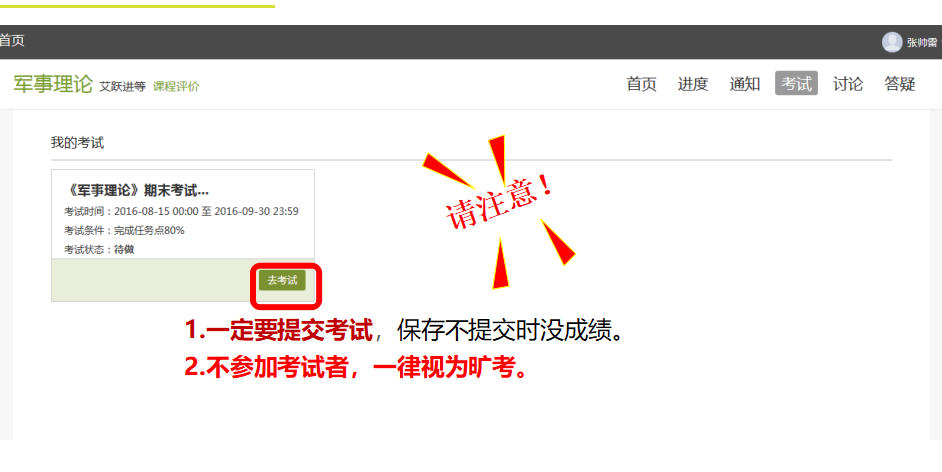 首页
张帅雷
军事理论 艾跃进等 课程评价
首页 进度 通知 考试 讨论 答疑
我的考试
《军事理论》期末考试...
考试时间：2016-08-15 00:00 至 2016-09-30 23:59
考试条件：完成任务点80%
考试状态：待做
去考试
请注意！
1.一定要提交考试，保存不提交时没成绩。
2.不参加考试者，一律视为旷考。